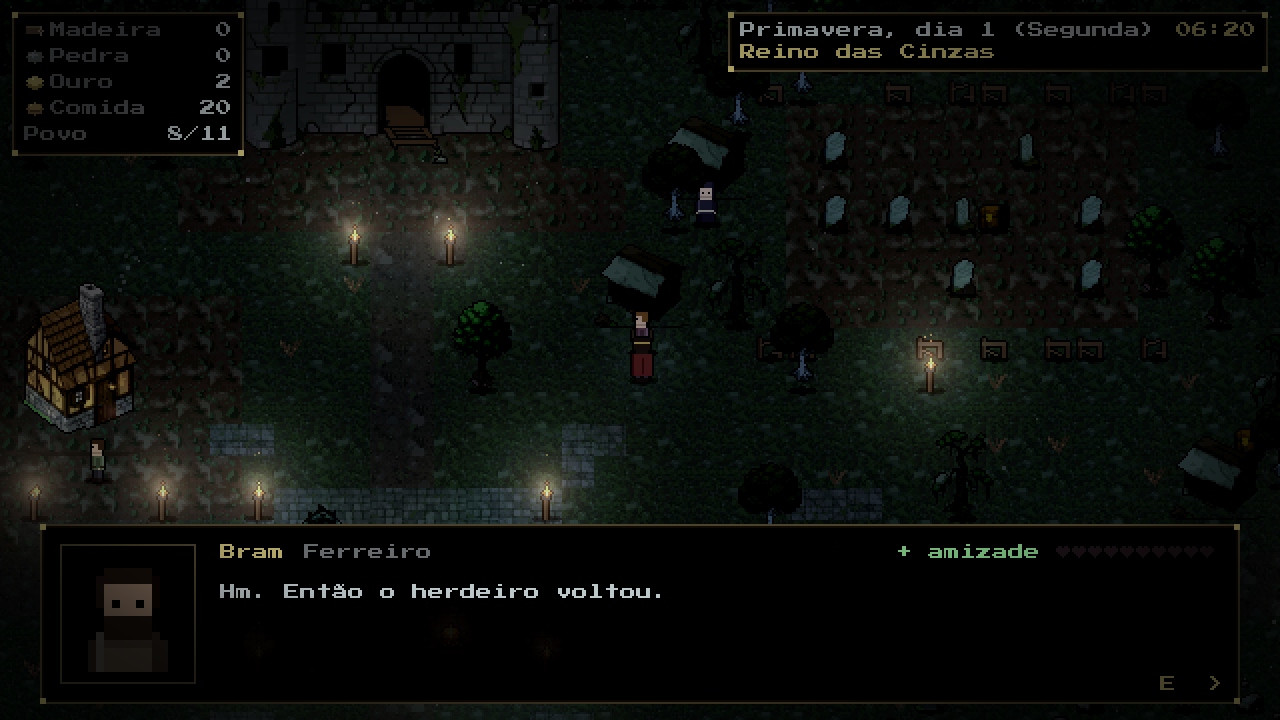 Madeira 0
Pedra 0
Ouro 2
Comida 20
Povo 8/11
Primavera, dia 1 (Segunda) 06:20
Reino das Cinzas
Bram Ferreiro + amizade
Hm. Então o herdeiro voltou.
E >